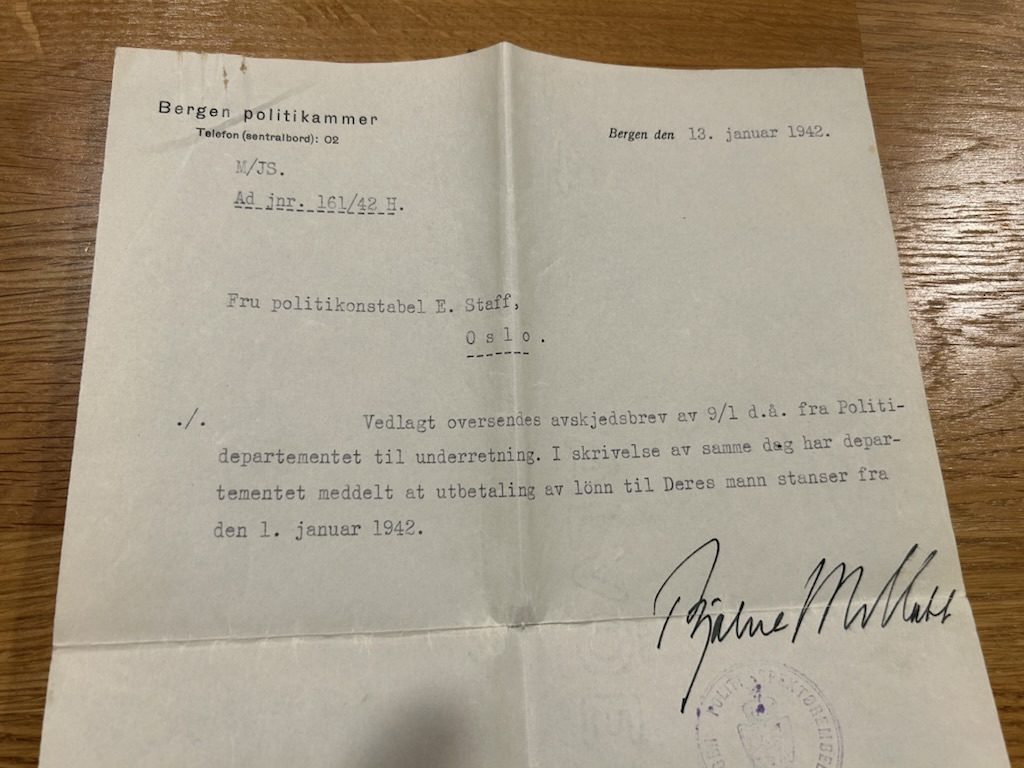 Bergen politikammer
Telefon (sentralbord): 02
Bergen den 13. januar 1942.
M/JS.
Ad jnr. 161/42 H.
Fru politikonstabel E. Staff,
Oslo.
./. Vedlagt oversendes avskjedsbrev av 9/1 d.å. fra Politi-
departementet til underretning. I skrivelse av samme dag har depar-
tementet meddelt at utbetaling av lönn til Deres mann stanser fra
den 1. januar 1942.